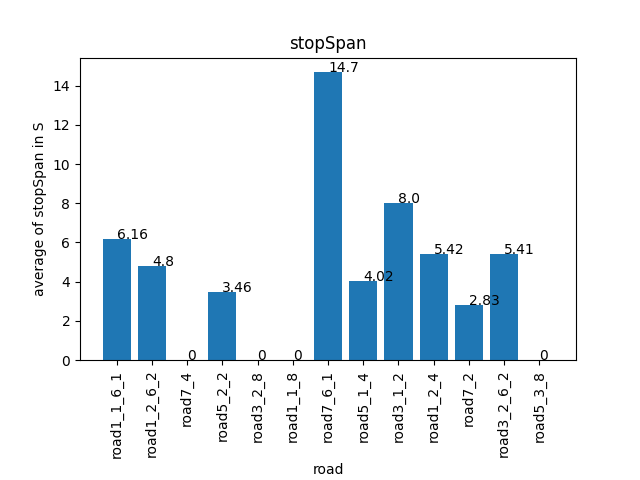 stopSpan
average of stopSpan in S
14
12
10
8
6
4
2
0
6.16
4.8
0
3.46
0
0
14.7
4.02
8.0
5.42
2.83
5.41
0
road1_1_6_1
road1_2_6_2
road7_4
road5_2_2
road3_2_8
road1_1_8
road7_6_1
road5_1_4
road3_1_2
road1_2_4
road7_2
road3_2_6_2
road5_3_8
road